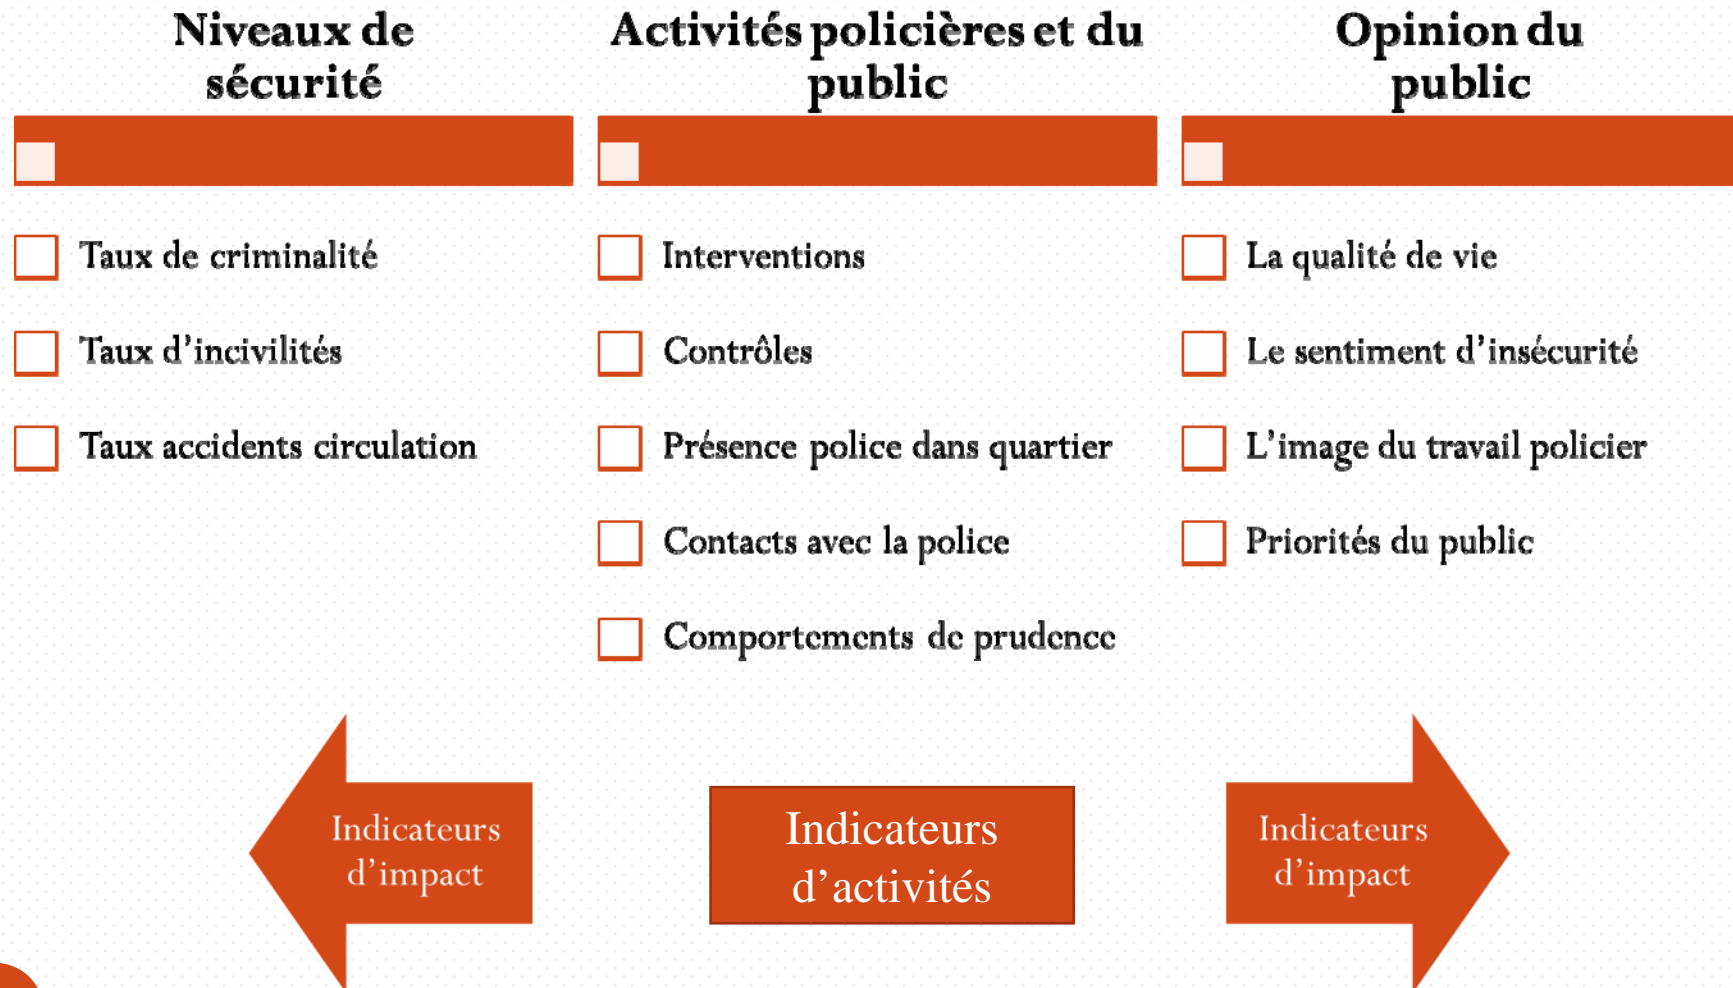 Niveaux de
sécurité
Taux de criminalité
Taux d’incivilités
Taux accidents circulation
Activités policières et du
public
Interventions
Contrôles
Présence police dans quartier
Contacts avec la police
Comportements de prudence
Opinion du
public
La qualité de vie
Le sentiment d’insécurité
L’image du travail policier
Priorités du public
Indicateurs
d’impact
Indicateurs
d’activités
Indicateurs
d’impact